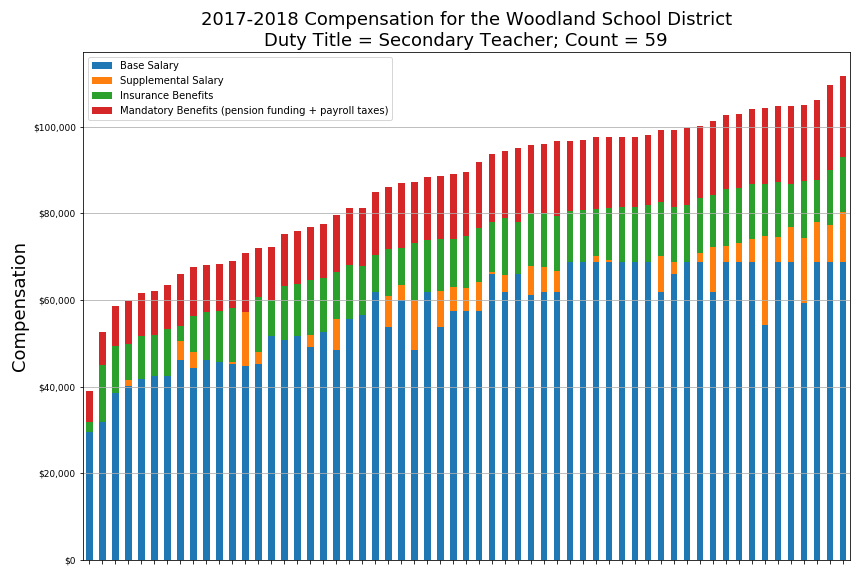 2017-2018 Compensation for the Woodland School District
Duty Title = Secondary Teacher; Count = 59
Base Salary
Supplemental Salary
Insurance Benefits
Mandatory Benefits (pension funding + payroll taxes)
$100,000
$80,000
$60,000
$40,000
$20,000
$0
Compensation